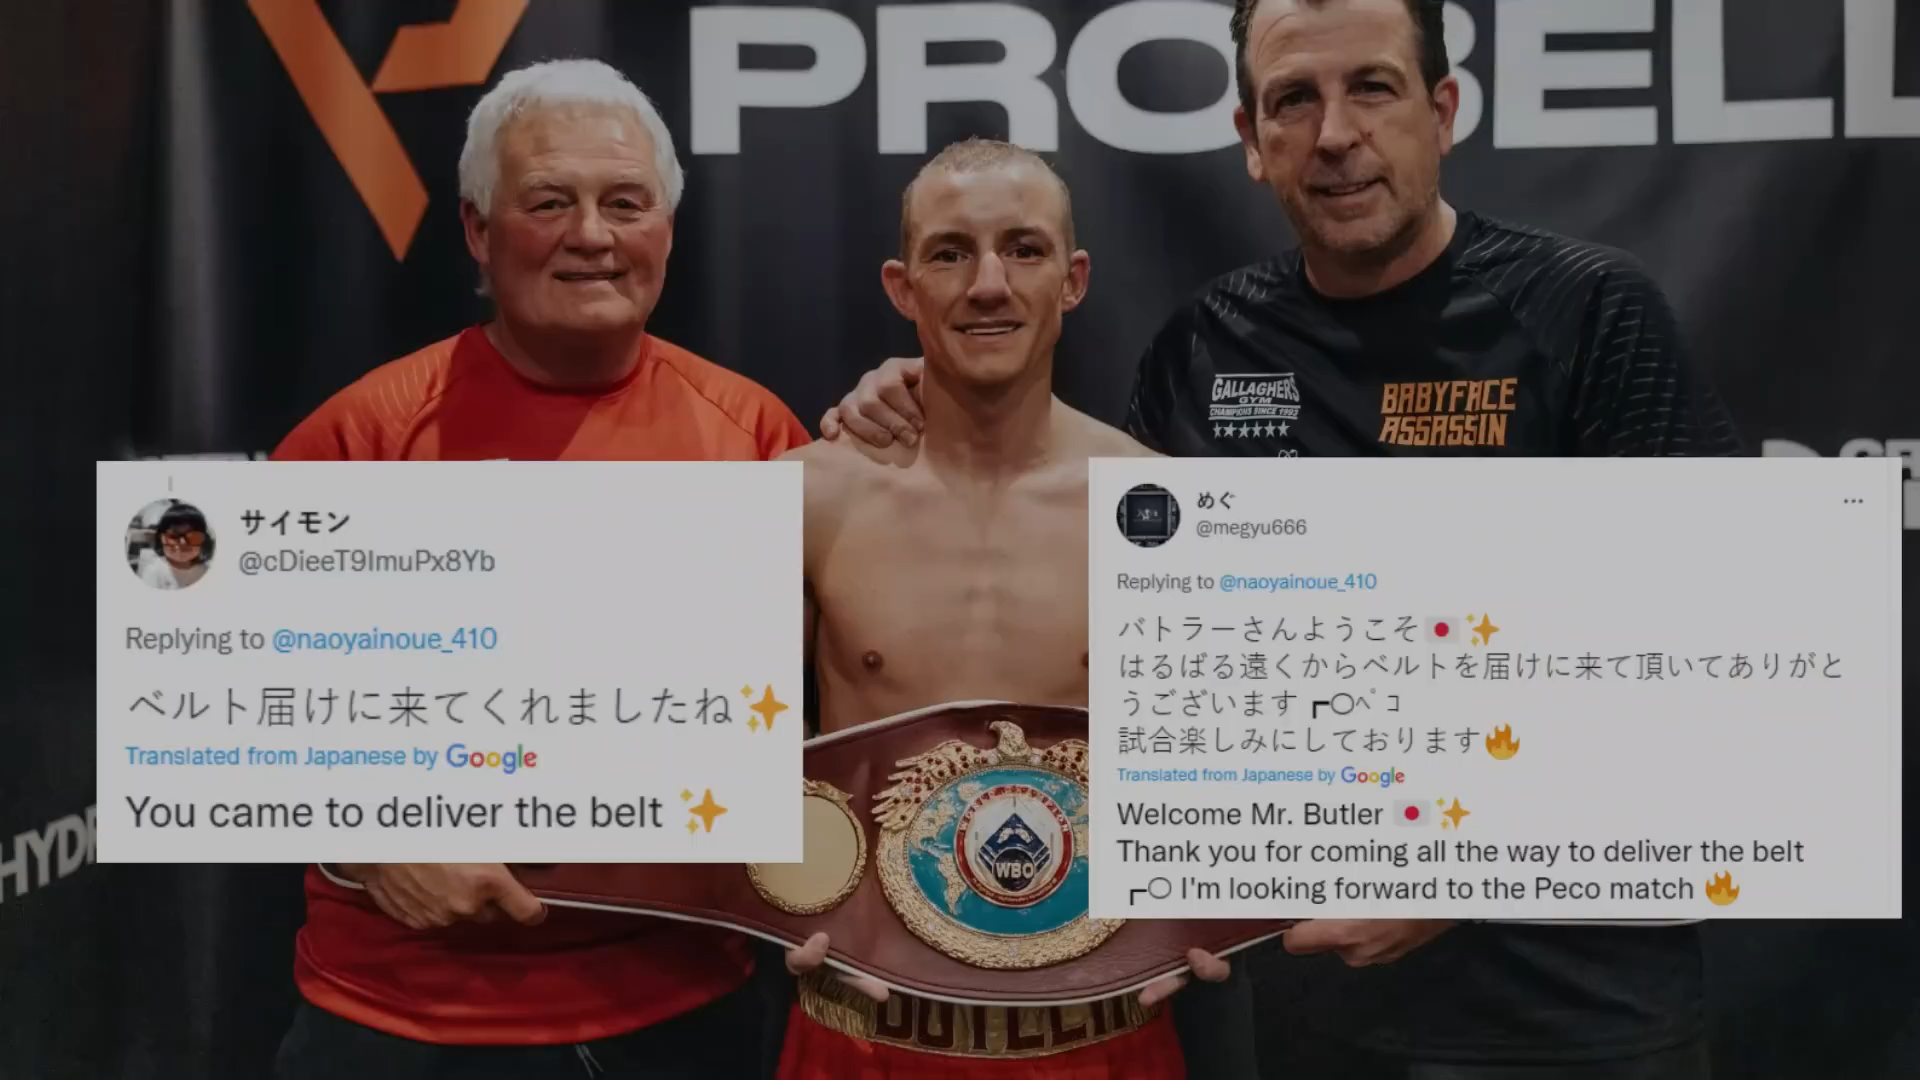 PROBELL
GALLAGHERS
GYM
CHAMPIONS SINCE 1992
BABYFACE
ASSASSIN
HYDR
サイモン
@cDieeT9ImuPx8Yb
Replying to @naoyainoue_410
ベルト届けに来てくれましたね✨
Translated from Japanese by Google
You came to deliver the belt ✨
めぐ
@megyu666
Replying to @naoyainoue_410
バトラーさんようこそ🇯🇵✨
はるばる遠くからベルトを届けに来て頂いてありがと
うございます ┏○ﾍﾟｺ
試合楽しみにしております🔥
Translated from Japanese by Google
Welcome Mr. Butler 🇯🇵✨
Thank you for coming all the way to deliver the belt
┏○ I'm looking forward to the Peco match 🔥
WBO